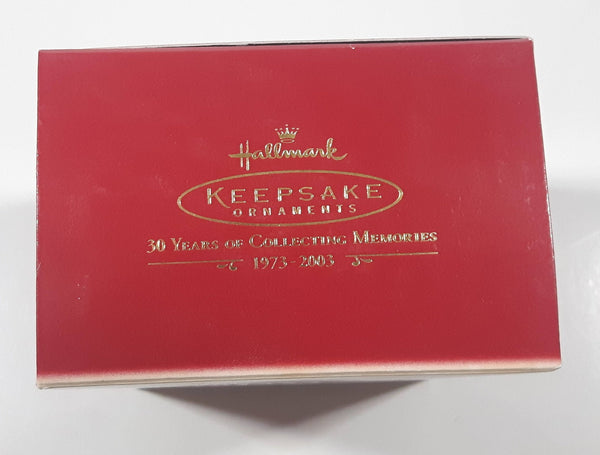 Hallmark
KEEPSAKE
ORNAMENTS
30 YEARS OF COLLECTING MEMORIES
1973-2003